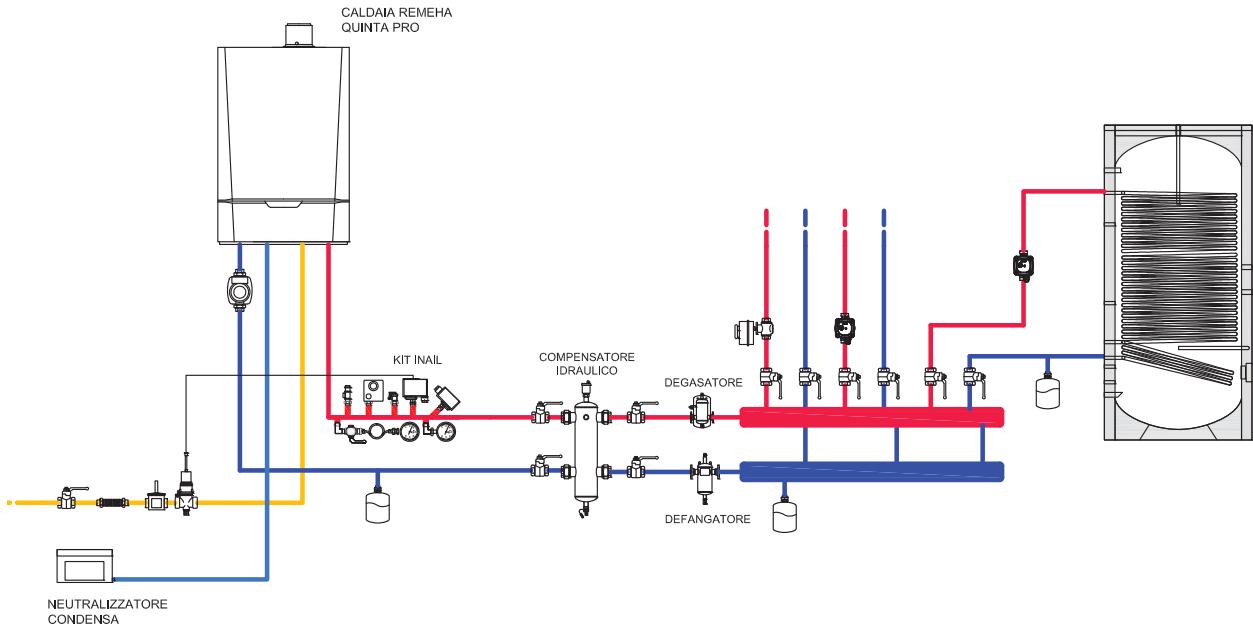 CALDAIA REMEHA
QUINTA PRO
KIT INAIL
COMPENSATORE
IDRAULICO
DEGASATORE
DEFANGATORE
NEUTRALIZZATORE
CONDENSA